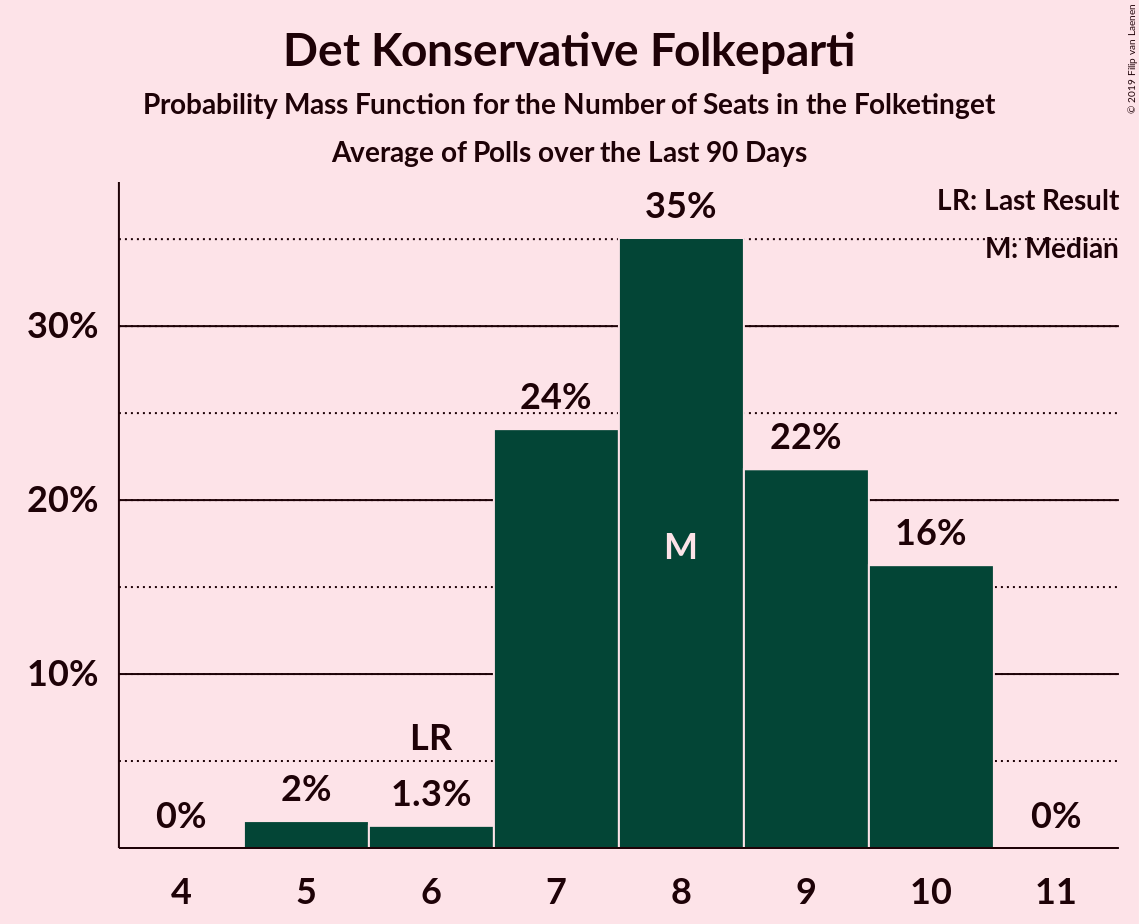 Det Konservative Folkeparti
Probability Mass Function for the Number of Seats in the Folketinget
Average of Polls over the Last 90 Days
© 2019 Filip van Laenen
LR: Last Result
M: Median
35%
30%
24%
22%
20%
16%
M
10%
LR
2%
1.3%
0%
0%
4 5 6 7 8 9 10 11